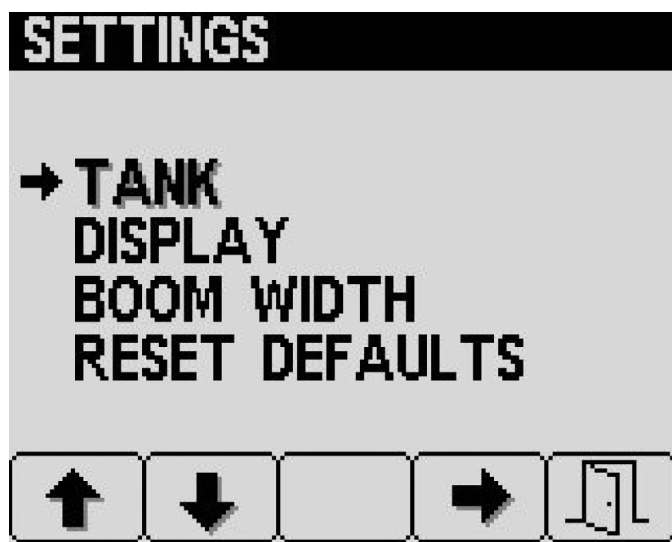 SETTINGS
TANK
DISPLAY
BOOM WIDTH
RESET DEFAULTS